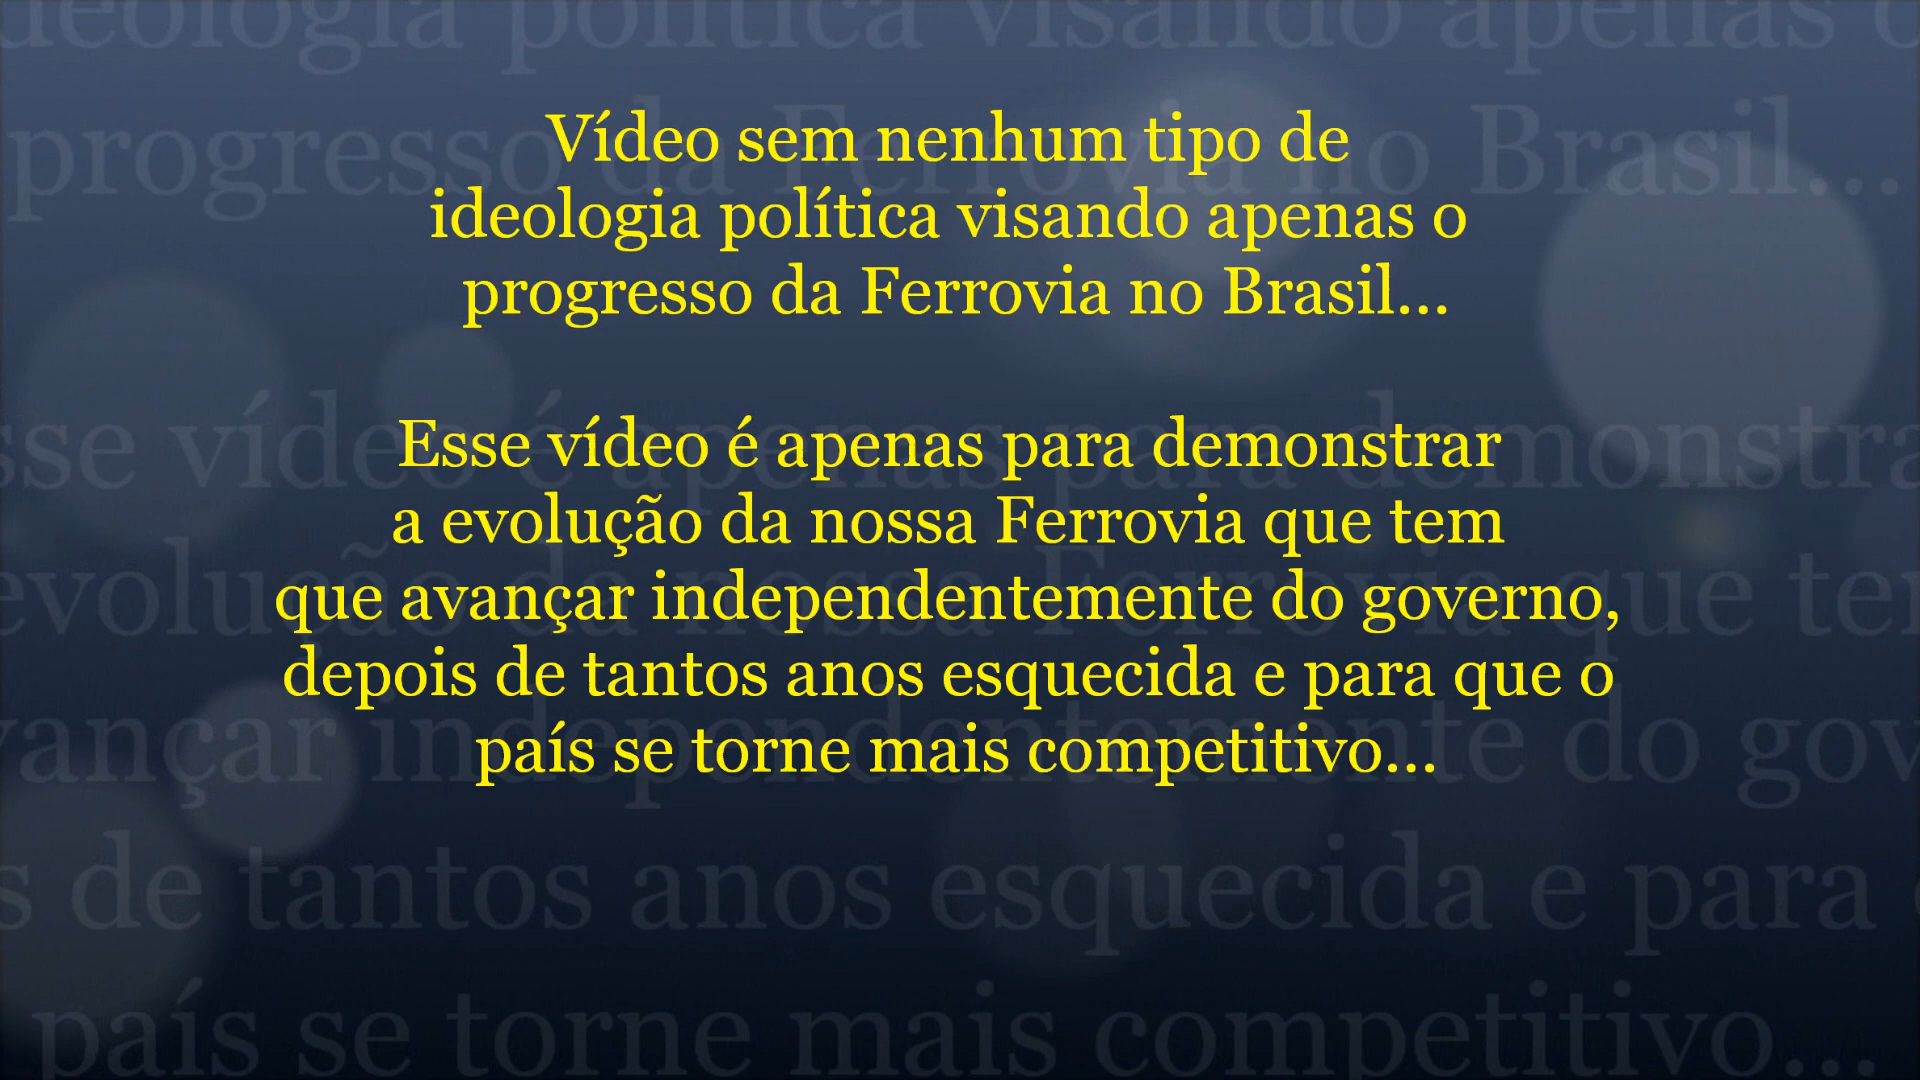 Vídeo sem nenhum tipo de
ideologia política visando apenas o
progresso da Ferrovia no Brasil...
Esse vídeo é apenas para demonstrar
a evolução da nossa Ferrovia que tem
que avançar independentemente do governo,
depois de tantos anos esquecida e para que o
país se torne mais competitivo...